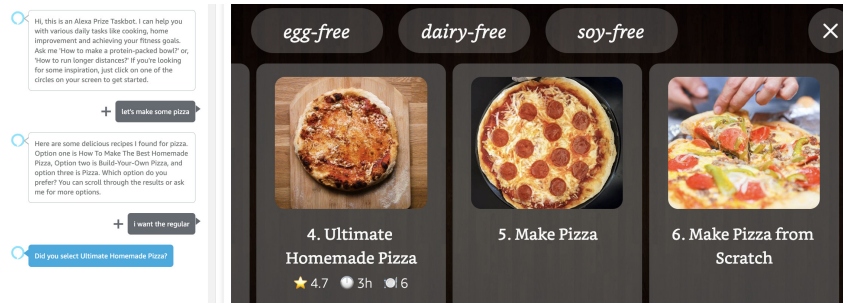 Hi, this is an Alexa Prize Taskbot. I can help you
with various daily tasks like cooking, home
improvement and achieving your fitness goals.
Ask me 'How to make a protein-packed bowl?' or,
'How to run longer distances?' If you're looking
for some inspiration, just click on one of the
circles on your screen to get started.
let's make some pizza
Here are some delicious recipes I found for pizza.
Option one is How To Make The Best Homemade
Pizza, Option two is Build-Your-Own Pizza, and
option three is Pizza. Which option do you
prefer? You can scroll through the results or ask
me for more options.
i want the regular
Did you select Ultimate Homemade Pizza?
egg-free
dairy-free
soy-free
4. Ultimate
Homemade Pizza
4.7 3h 6
5. Make Pizza
6. Make Pizza from
Scratch